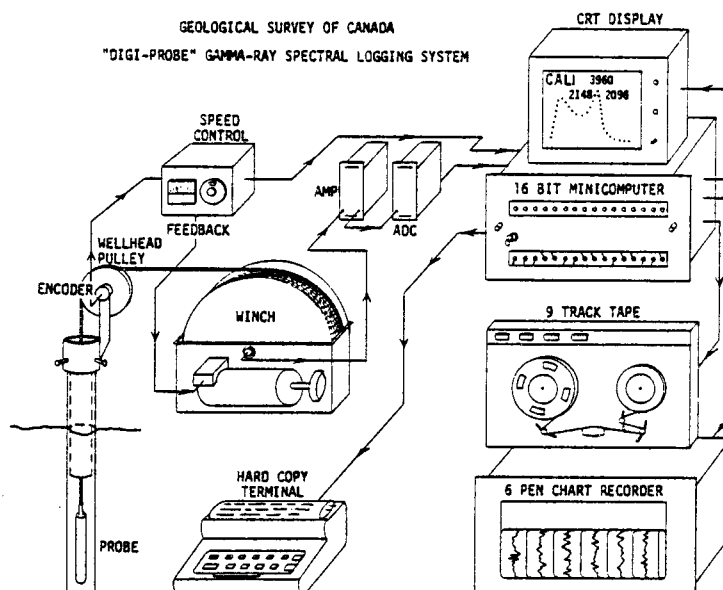 GEOLOGICAL SURVEY OF CANADA
"DIGI-PROBE" GAMMA-RAY SPECTRAL LOGGING SYSTEM
CRT DISPLAY
CALI 3960
2148- 2096
SPEED
CONTROL
AMP
ADC
16 BIT MINICOMPUTER
FEEDBACK
WELLHEAD
PULLEY
ENCODER
WINCH
9 TRACK TAPE
HARD COPY
TERMINAL
6 PEN CHART RECORDER
PROBE